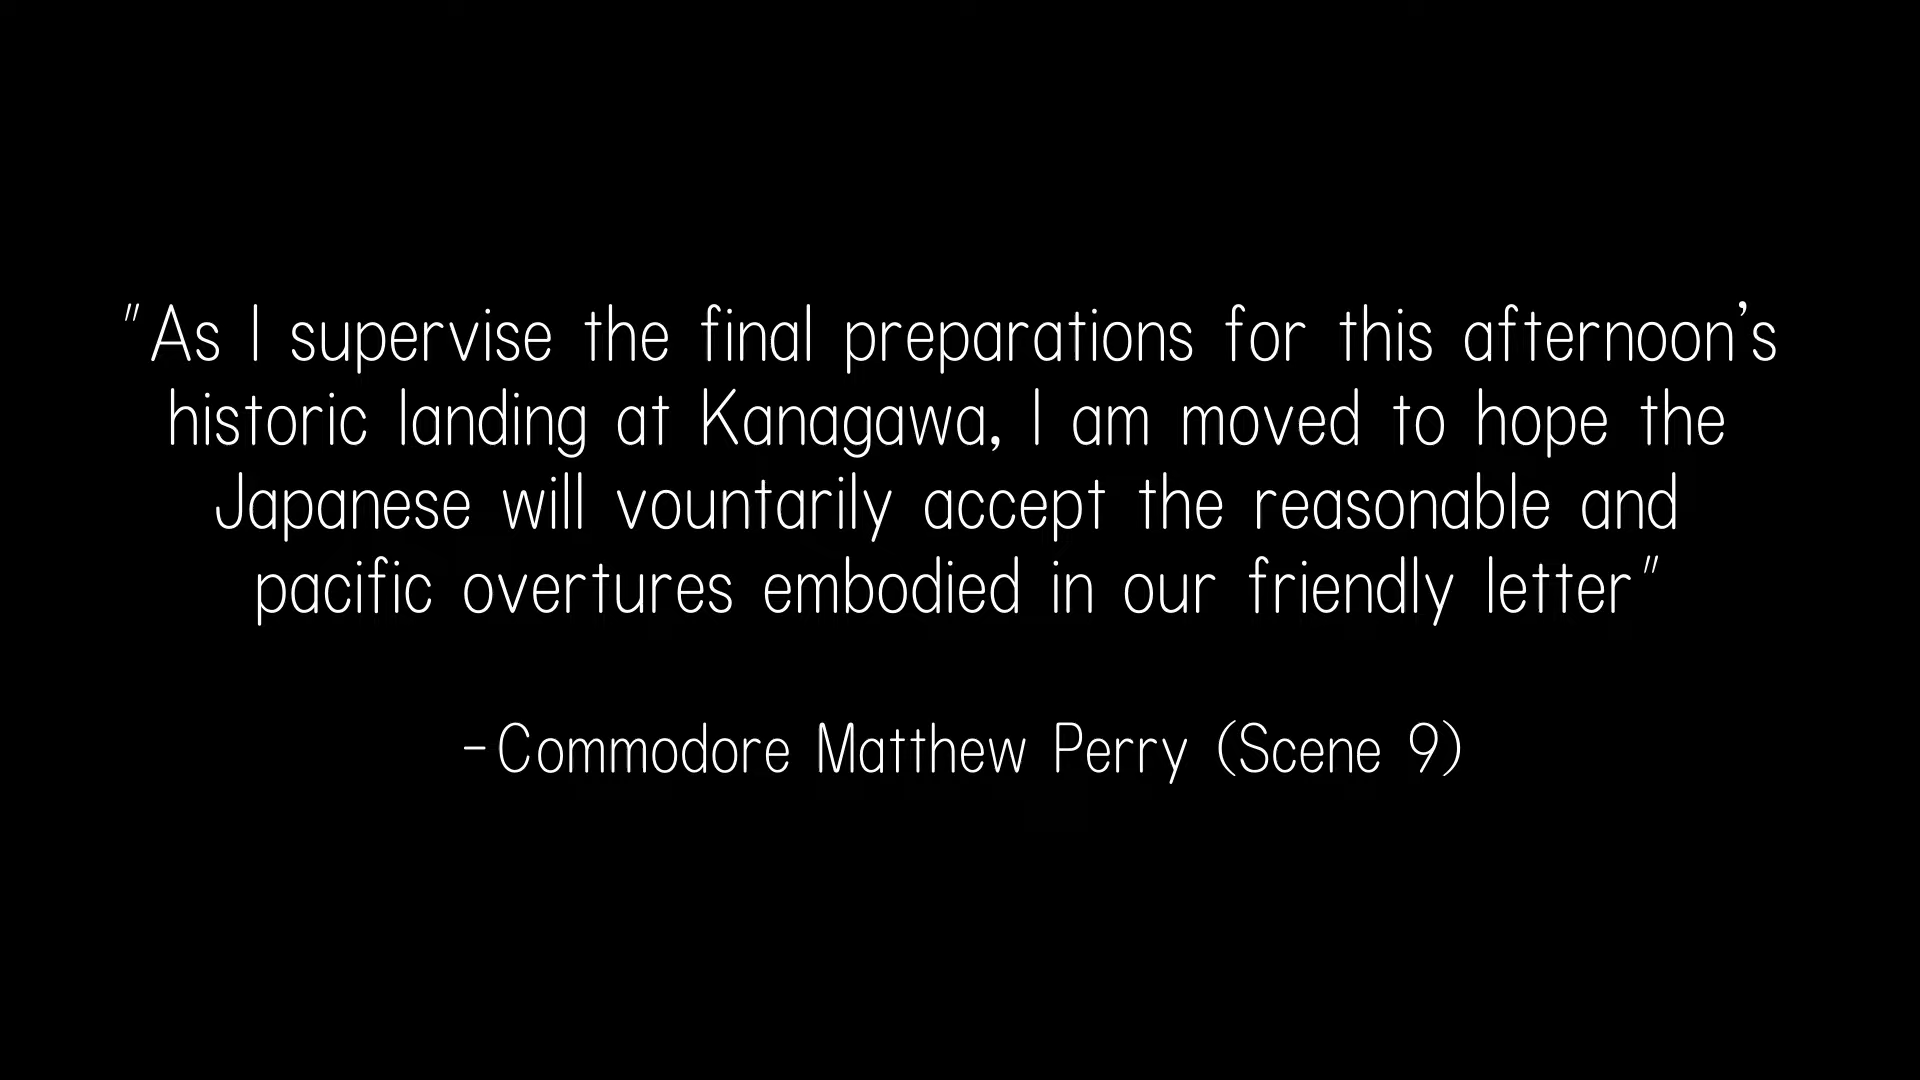 "As I supervise the final preparations for this afternoon's
historic landing at Kanagawa, I am moved to hope the
Japanese will vountarily accept the reasonable and
pacific overtures embodied in our friendly letter"
-Commodore Matthew Perry (Scene 9)